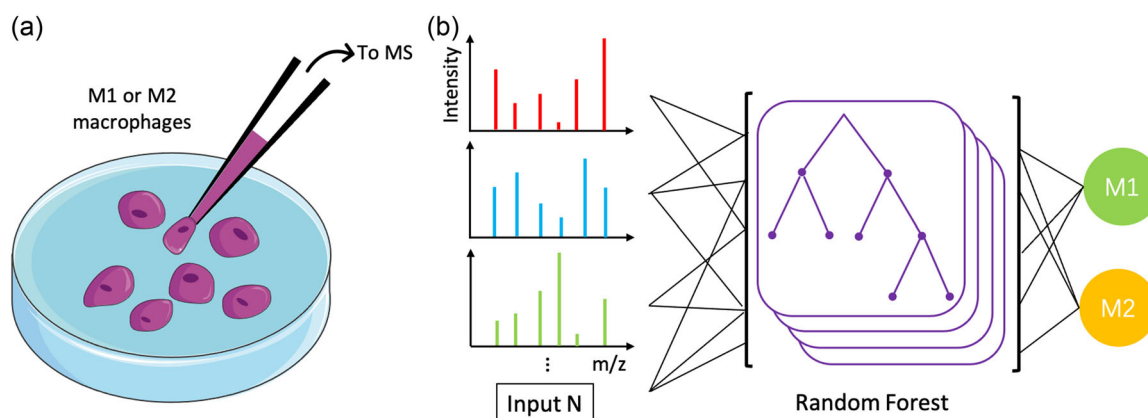 (a)
To MS
M1 or M2
macrophages
(b)
Intensity
m/z
⋮
Input N
Random Forest
M1
M2